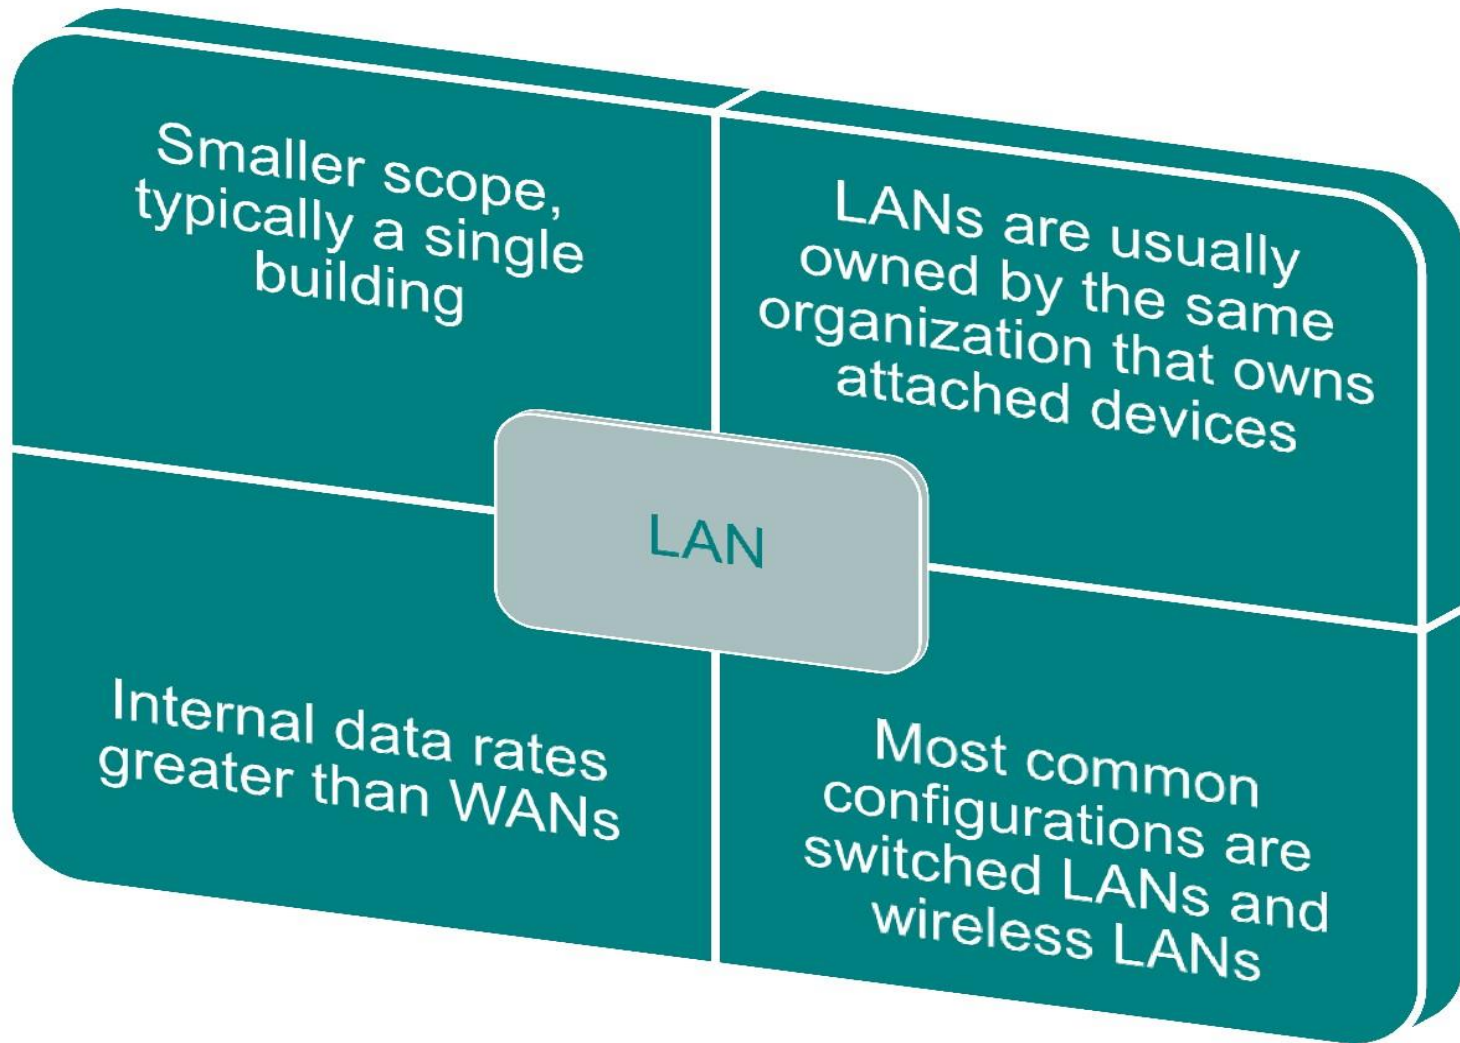 Smaller scope,
typically a single
building
LANs are usually
owned by the same
organization that owns
attached devices
LAN
Internal data rates
greater than WANs
Most common
configurations are
switched LANs and
wireless LANs